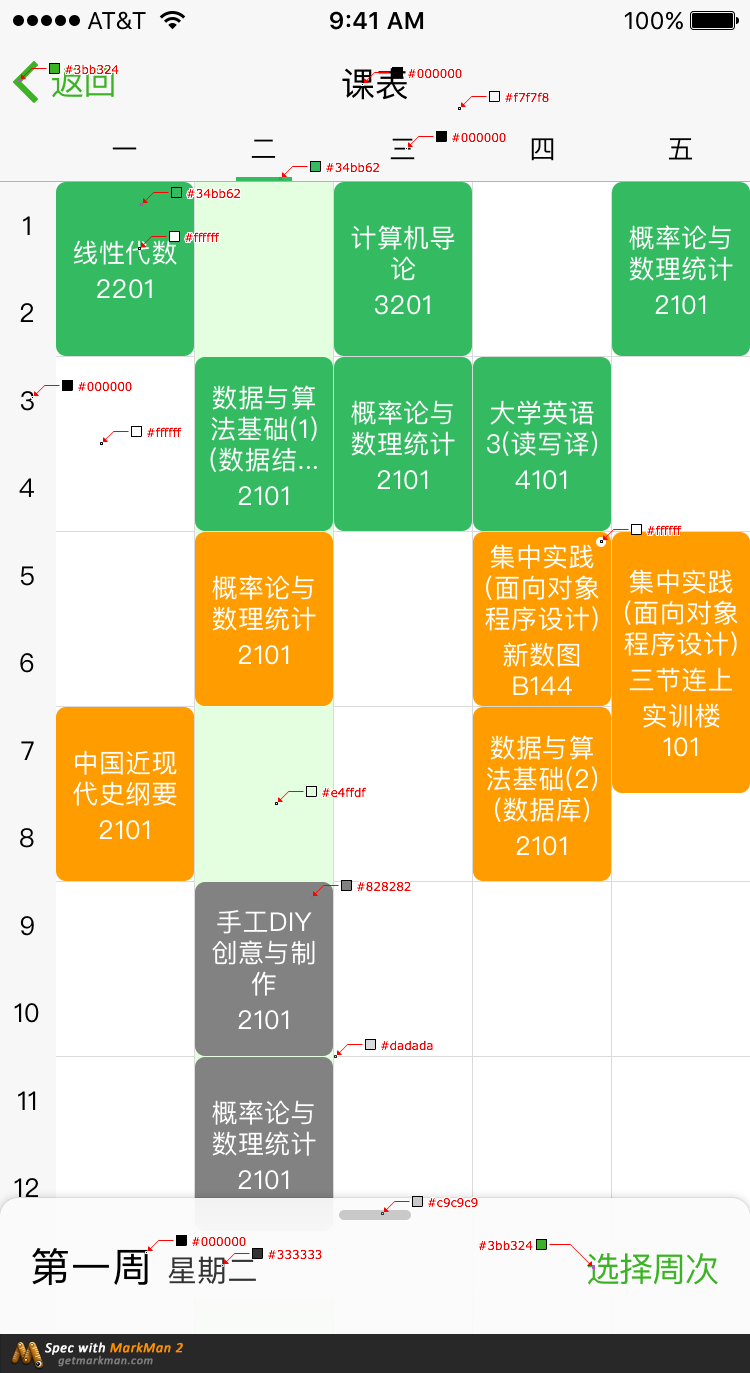 AT&T 9:41 AM 100%
#3bb324
返回
课表
#000000
#f7f7f8
一 二 三 四 五
#000000
#34bb62
1
2
3
4
5
6
7
8
9
10
11
12
#34bb62
#ffffff
线性代数
2201
计算机导
论
3201
概率论与
数理统计
2101
#000000
#ffffff
数据与算
法基础(1)
(数据结...
2101
概率论与
数理统计
2101
大学英语
3(读写译)
4101
#ffffff
概率论与
数理统计
2101
集中实践
(面向对象
程序设计)
新数图
B144
集中实践
(面向对象
程序设计)
三节连上
实训楼
101
中国近现
代史纲要
2101
#e4ffdf
数据与算
法基础(2)
(数据库)
2101
#828282
手工DIY
创意与制
作
2101
#dadada
概率论与
数理统计
2101
#c9c9c9
#000000
#333333
#3bb324
第一周 星期二 选择周次
Spec with MarkMan 2
getmarkman.com